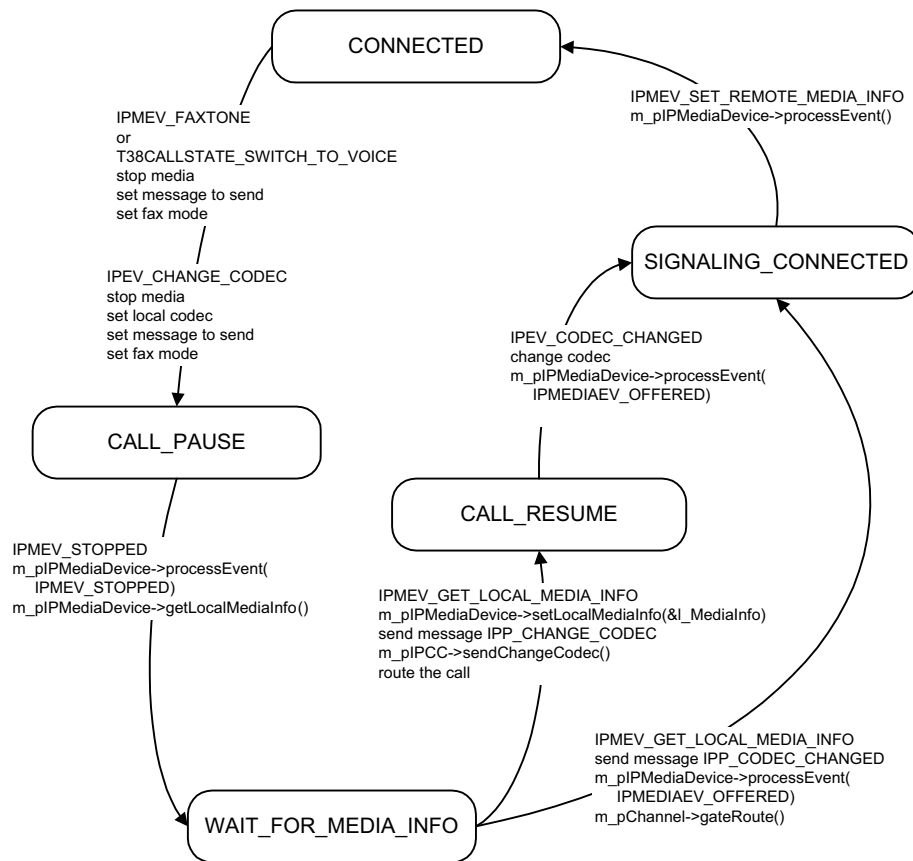 CONNECTED
IPMEV_SET_REMOTE_MEDIA_INFO
m_pIPMediaDevice->processEvent()
IPMEV_FAXTONE
or
T38CALLSTATE_SWITCH_TO_VOICE
stop media
set message to send
set fax mode
SIGNALING_CONNECTED
IPEV_CHANGE_CODEC
stop media
set local codec
set message to send
set fax mode
IPEV_CODEC_CHANGED
change codec
m_pIPMediaDevice->processEvent(
IPMEDIAEV_OFFERED)
CALL_PAUSE
CALL_RESUME
IPMEV_STOPPED
m_pIPMediaDevice->processEvent(
IPMEV_STOPPED)
m_pIPMediaDevice->getLocalMediaInfo()
IPMEV_GET_LOCAL_MEDIA_INFO
m_pIPMediaDevice->setLocalMediaInfo(&l_MediaInfo)
send message IPP_CHANGE_CODEC
m_pIPCC->sendChangeCodec()
route the call
IPMEV_GET_LOCAL_MEDIA_INFO
send message IPP_CODEC_CHANGED
m_pIPMediaDevice->processEvent(
IPMEDIAEV_OFFERED)
m_pChannel->gateRoute()
WAIT_FOR_MEDIA_INFO